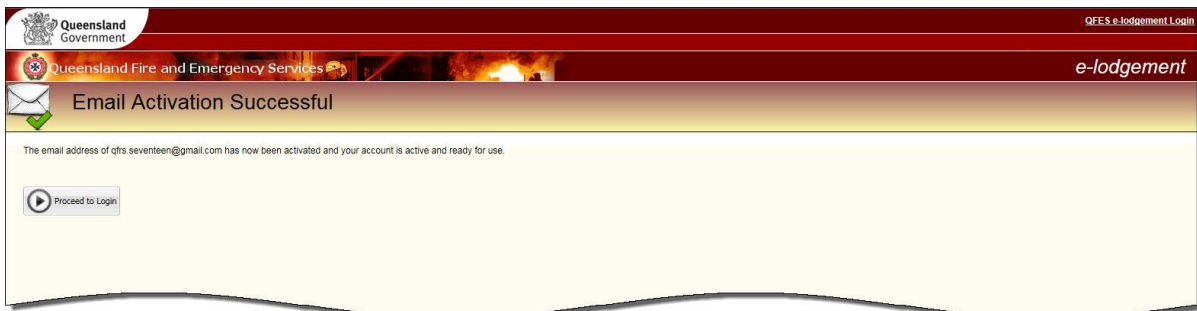 Queensland
Government
QFES e-lodgement Login
Queensland Fire and Emergency Services
e-lodgement
Email Activation Successful
The email address of qfrs.seventeen@gmail.com has now been activated and your account is active and ready for use.
Proceed to Login